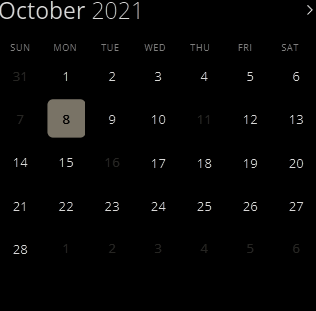 October 2021 >
SUN MON TUE WED THU FRI SAT
31 1 2 3 4 5 6
7 8 9 10 11 12 13
14 15 16 17 18 19 20
21 22 23 24 25 26 27
28 1 2 3 4 5 6